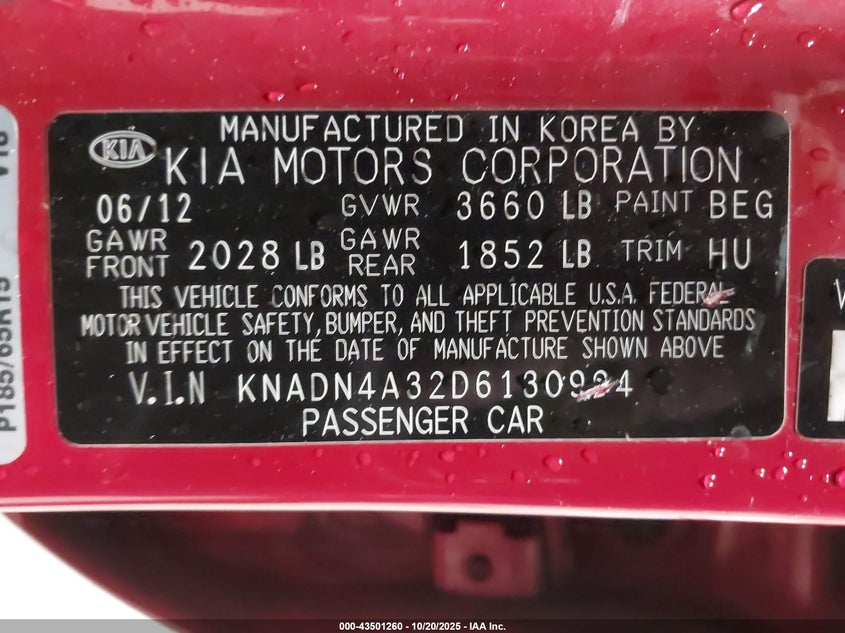 MANUFACTURED IN KOREA BY
KIA KIA MOTORS CORPORATION
06/12 GVWR 3660 LB PAINT BEG
GAWR FRONT 2028 LB GAWR REAR 1852 LB TRIM HU
THIS VEHICLE CONFORMS TO ALL APPLICABLE U.S.A. FEDERAL
MOTOR VEHICLE SAFETY, BUMPER, AND THEFT PREVENTION STANDARDS
IN EFFECT ON THE DATE OF MANUFACTURE SHOWN ABOVE
V.I.N KNADN4A32D6130994
PASSENGER CAR
P185/65R15
000-43501260 - 10/20/2025 - IAA Inc.